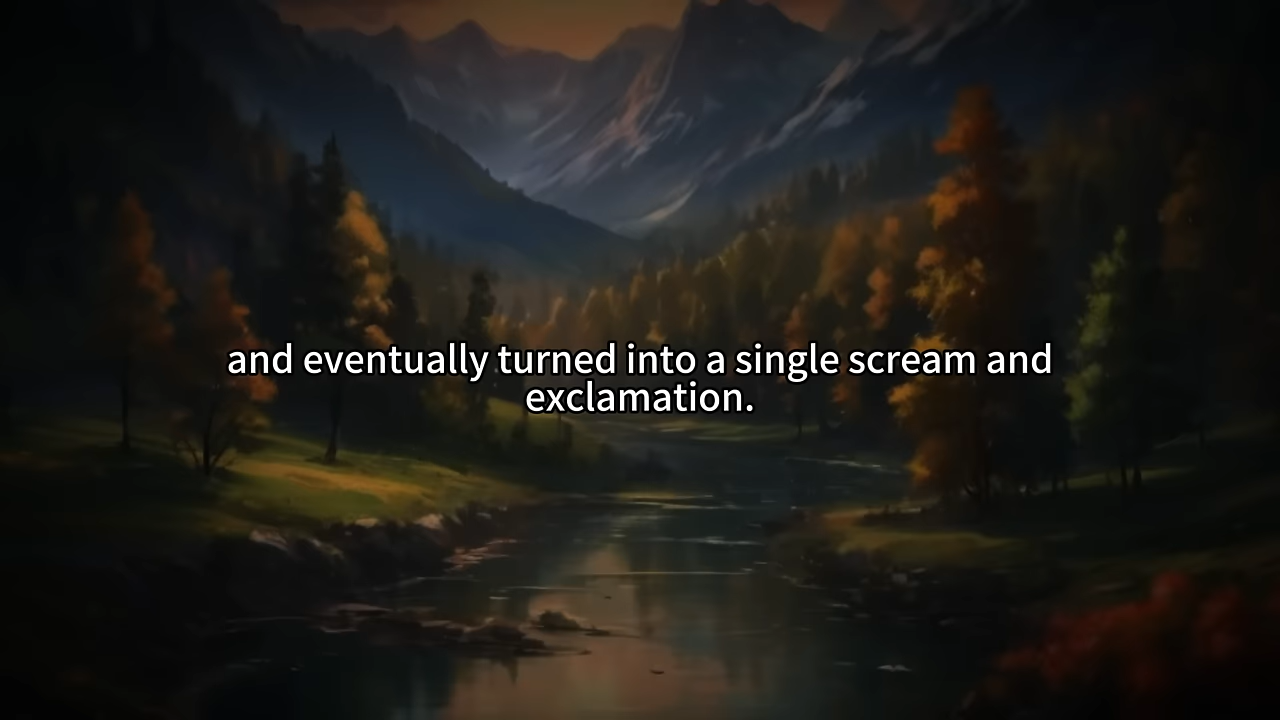 and eventually turned into a single scream and
exclamation.